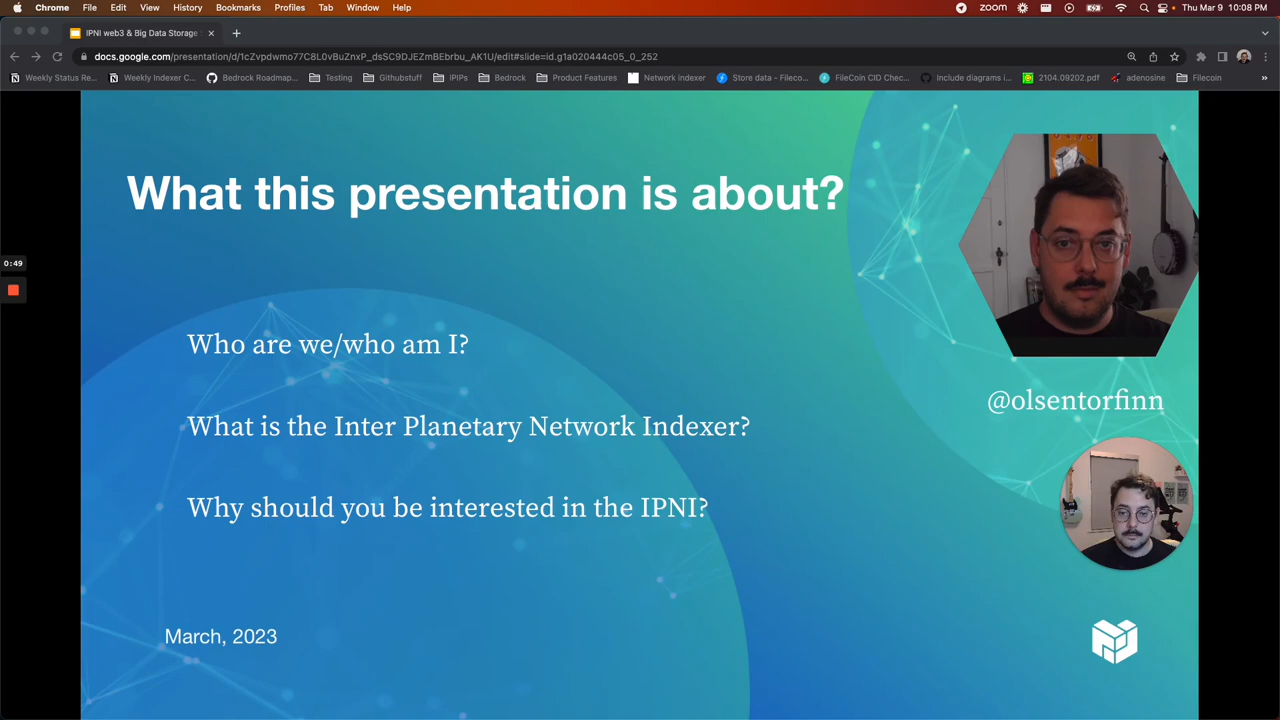 Chrome File Edit View History Bookmarks Profiles Tab Window Help zoom Thu Mar 9 10:08 PM
IPNI web3 & Big Data Storage
docs.google.com/presentation/d/1cZvpdwmo77C8L0vBuZnxP_dsSC9DJEZmBEbrbu_AK1U/edit#slide=id.g1a020444c05_0_252
Weekly Status Re... Weekly Indexer C... Bedrock Roadmap... Testing Githubstuff IPIPs Bedrock Product Features Network indexer Store data - Fileco... FileCoin CID Chec... Include diagrams i... 2104.09202.pdf adenosine Filecoin
What this presentation is about?
0:49
Who are we/who am I?
@olsentorfinn
What is the Inter Planetary Network Indexer?
Why should you be interested in the IPNI?
March, 2023